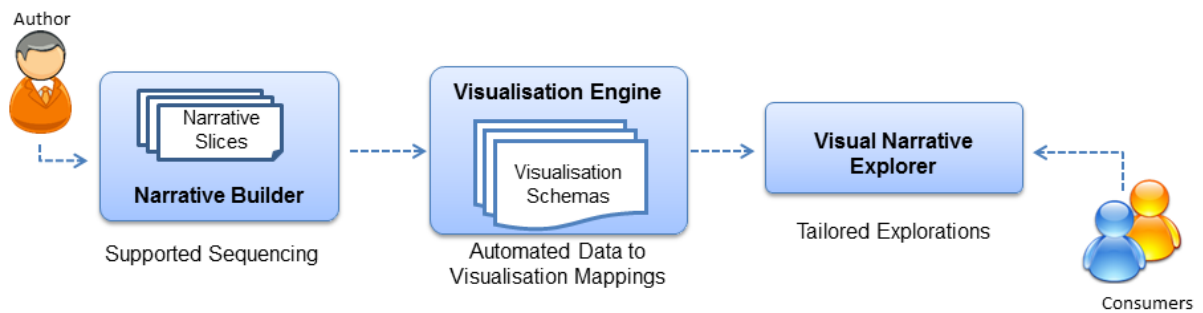 Author
Narrative
Slices
Narrative Builder
Supported Sequencing
Visualisation Engine
Visualisation
Schemas
Automated Data to
Visualisation Mappings
Visual Narrative
Explorer
Tailored Explorations
Consumers